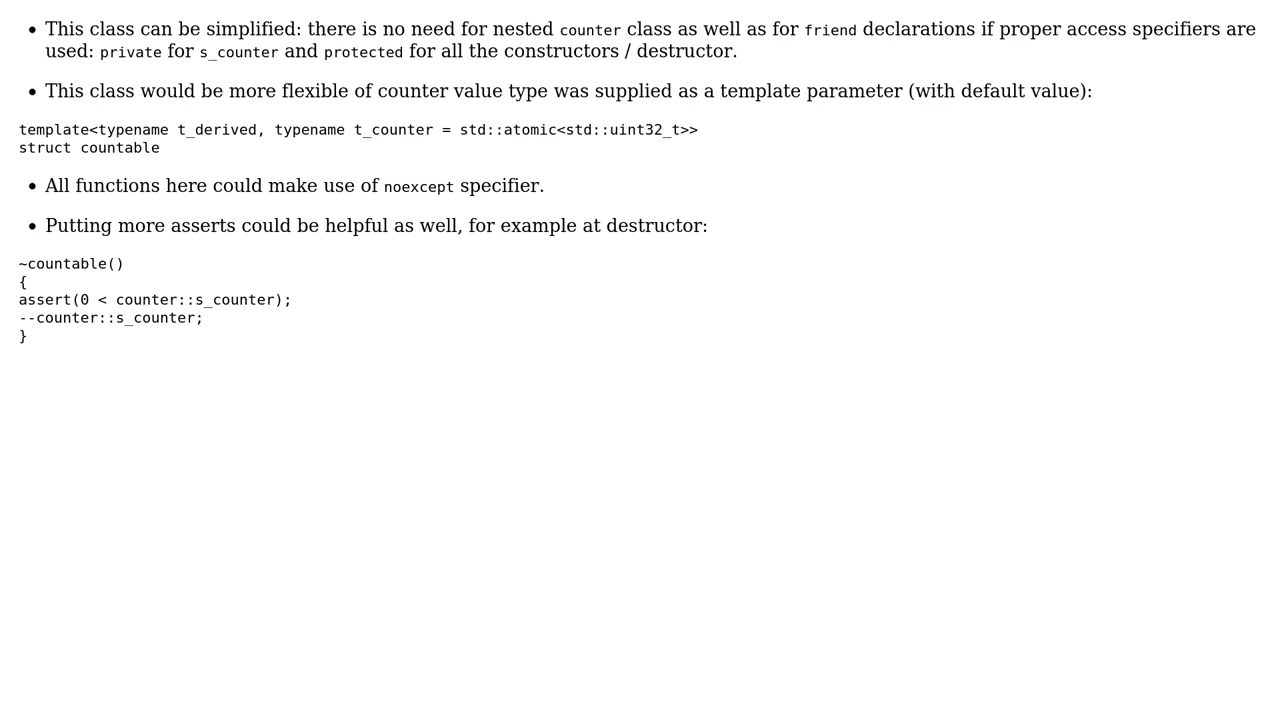 • This class can be simplified: there is no need for nested counter class as well as for friend declarations if proper access specifiers are
used: private for s_counter and protected for all the constructors / destructor.
• This class would be more flexible of counter value type was supplied as a template parameter (with default value):
template<typename t_derived, typename t_counter = std::atomic<std::uint32_t>>
struct countable
• All functions here could make use of noexcept specifier.
• Putting more asserts could be helpful as well, for example at destructor:
~countable()
{
assert(0 < counter::s_counter);
--counter::s_counter;
}